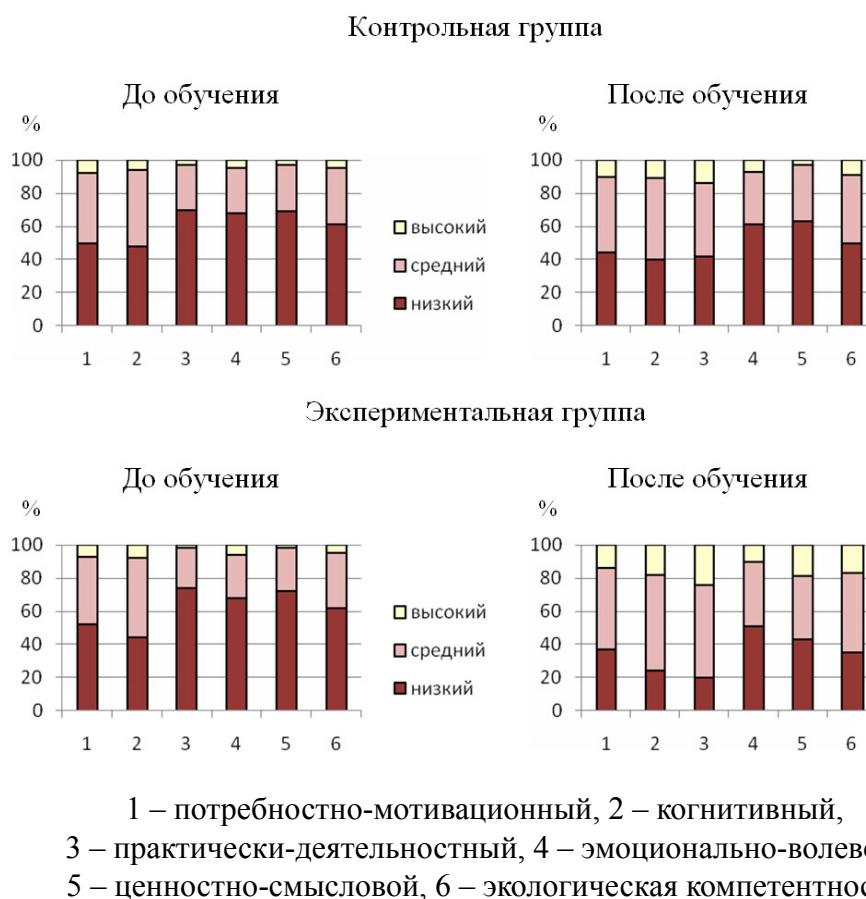 Контрольная группа
До обучения
После обучения
%
%
100
80
60
40
20
0
1 2 3 4 5 6
высокий
средний
низкий
100
80
60
40
20
0
1 2 3 4 5 6
Экспериментальная группа
До обучения
После обучения
%
%
100
80
60
40
20
0
1 2 3 4 5 6
высокий
средний
низкий
100
80
60
40
20
0
1 2 3 4 5 6
1 – потребностно-мотивационный, 2 – когнитивный,
3 – практически-деятельностный, 4 – эмоционально-волев
5 – ценностно-смысловой, 6 – экологическая компетентнос